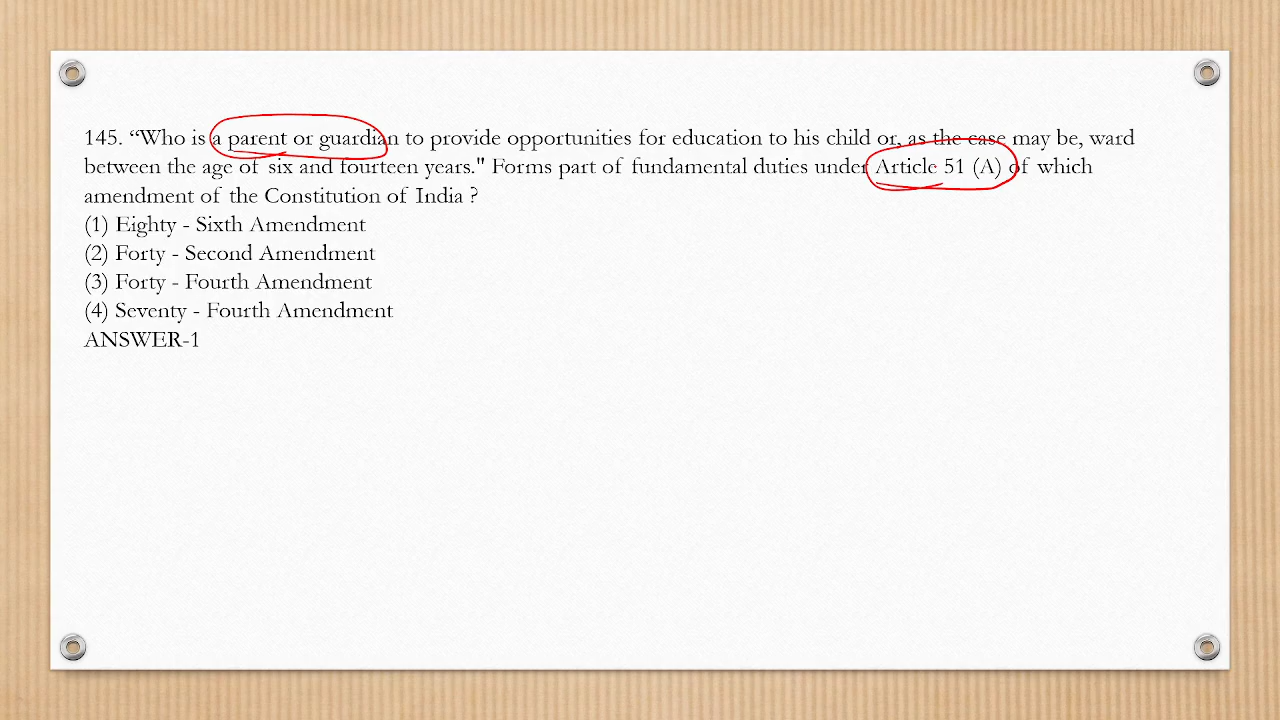 145. “Who is a parent or guardian to provide opportunities for education to his child or, as the case may be, ward
between the age of six and fourteen years." Forms part of fundamental duties under Article 51 (A) of which
amendment of the Constitution of India ?
(1) Eighty - Sixth Amendment
(2) Forty - Second Amendment
(3) Forty - Fourth Amendment
(4) Seventy - Fourth Amendment
ANSWER-1